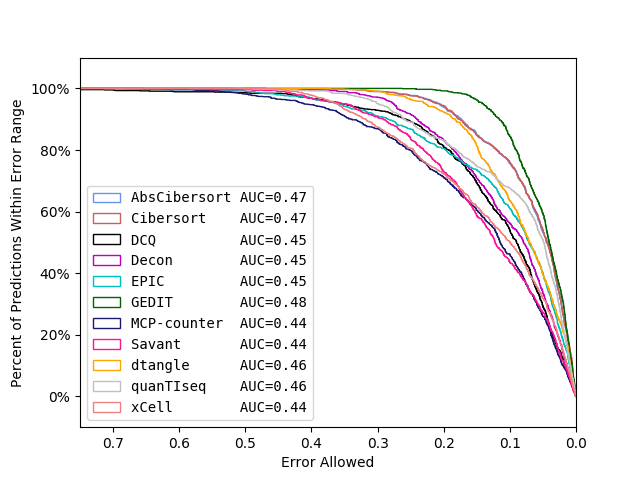 100%
80%
60%
40%
20%
0%
Percent of Predictions Within Error Range
AbsCibersort AUC=0.47
Cibersort AUC=0.47
DCQ AUC=0.45
Decon AUC=0.45
EPIC AUC=0.45
GEDIT AUC=0.48
MCP-counter AUC=0.44
Savant AUC=0.44
dtangle AUC=0.46
quanTIseq AUC=0.46
xCell AUC=0.44
0.7 0.6 0.5 0.4 0.3 0.2 0.1 0.0
Error Allowed